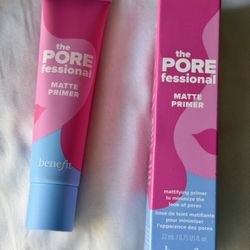 the
PORE
fessional
MATTE
PRIMER
benefit
the
PORE
fessional
MATTE
PRIMER
mattifying primer
to minimize the
look of pores
base de teint matifiante
pour minimiser
l'apparence des pores
22 mL / 0.75 US fl. oz